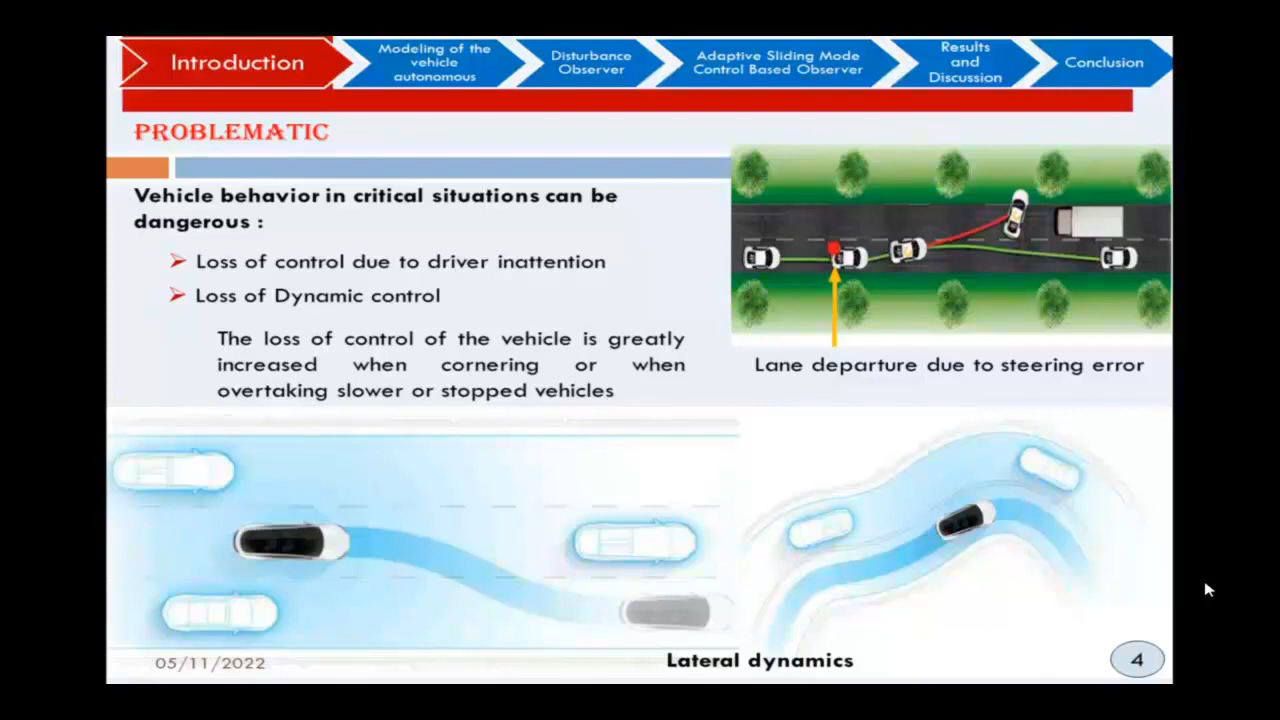 Introduction
Modeling of the
vehicle
autonomous
Disturbance
Observer
Adaptive Sliding Mode
Control Based Observer
Results
and
Discussion
Conclusion
PROBLEMATIC
Vehicle behavior in critical situations can be
dangerous :
Loss of control due to driver inattention
Loss of Dynamic control
The loss of control of the vehicle is greatly
increased when cornering or when
overtaking slower or stopped vehicles
Lane departure due to steering error
05/11/2022
Lateral dynamics
4